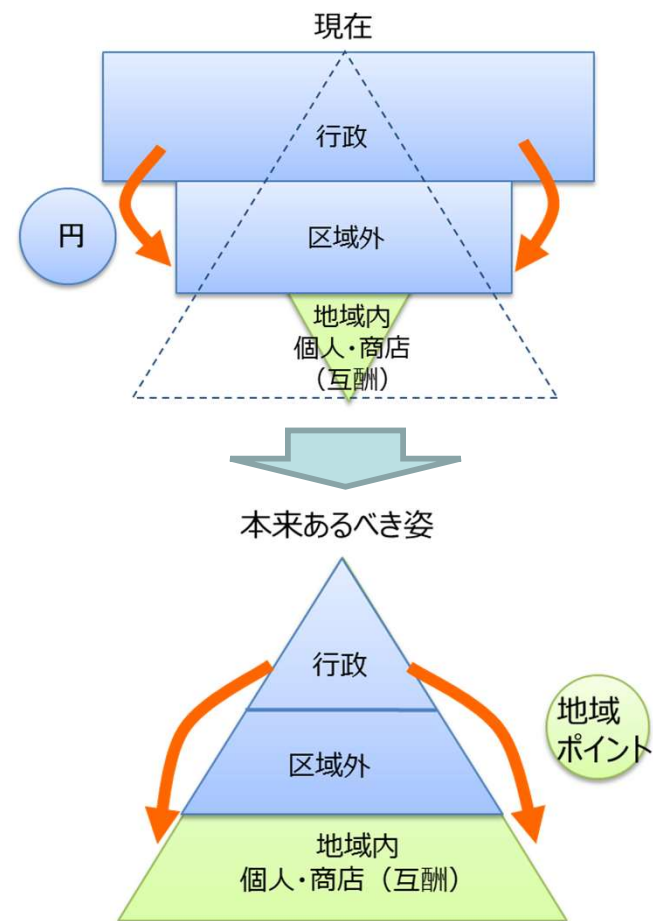 現在
行政
円
区域外
地域内
個人・商店
（互酬）
本来あるべき姿
行政
地域
ポイント
区域外
地域内
個人・商店（互酬）